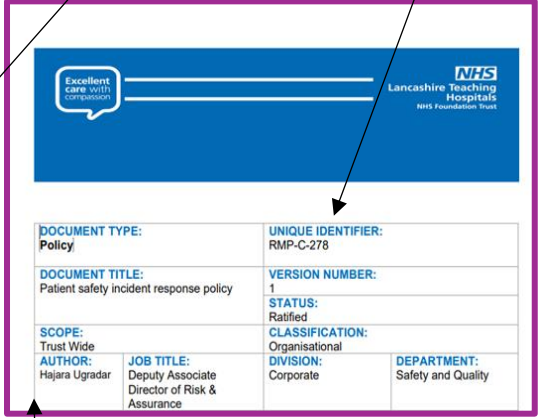 Excellent
care with
compassion
NHS
Lancashire Teaching
Hospitals
NHS Foundation Trust
DOCUMENT TYPE:
Policy
UNIQUE IDENTIFIER:
RMP-C-278
DOCUMENT TITLE:
Patient safety incident response policy
VERSION NUMBER:
1
STATUS:
Ratified
SCOPE:
Trust Wide
CLASSIFICATION:
Organisational
AUTHOR:
Hajara Ugradar
JOB TITLE:
Deputy Associate
Director of Risk &
Assurance
DIVISION:
Corporate
DEPARTMENT:
Safety and Quality